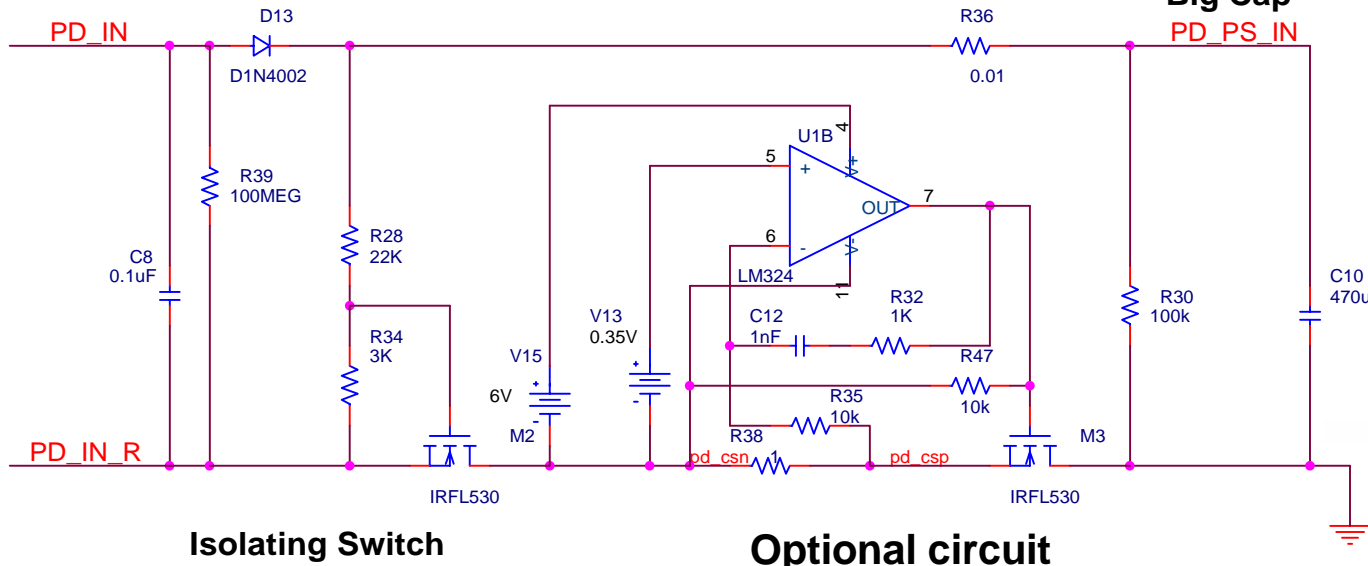 Big Cap
D13
R36
PD_IN
PD_PS_IN
D1N4002
0.01
U1B
4
V+
5
+
R39
100MEG
OUT
7
6
-
V-
R28
22K
C8
0.1uF
LM324
11
C10
470u
R32
1K
C12
1nF
R30
100k
V13
0.35V
R34
3K
V15
R47
6V
R35
10k
10k
M2
R38
M3
PD_IN_R
pd_csn
1
pd_csp
IRFL530
IRFL530
Isolating Switch
Optional circuit